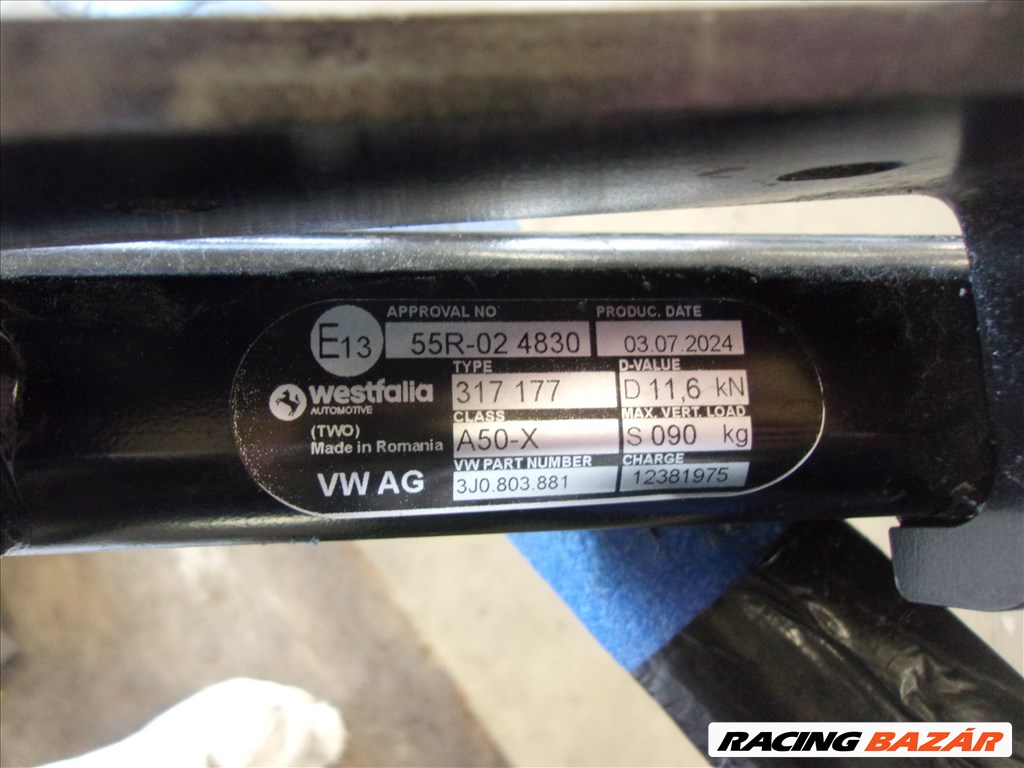 APPROVAL NO
PRODUC. DATE
E13
55R-02 4830
03.07.2024
TYPE
D-VALUE
westfalia
AUTOMOTIVE
317 177
D 11,6 kN
CLASS
MAX. VERT. LOAD
(TWO)
Made in Romania
A50-X
S 090 kg
VW PART NUMBER
CHARGE
VW AG
3J0.803.881
12381975
RACING BAZÁR